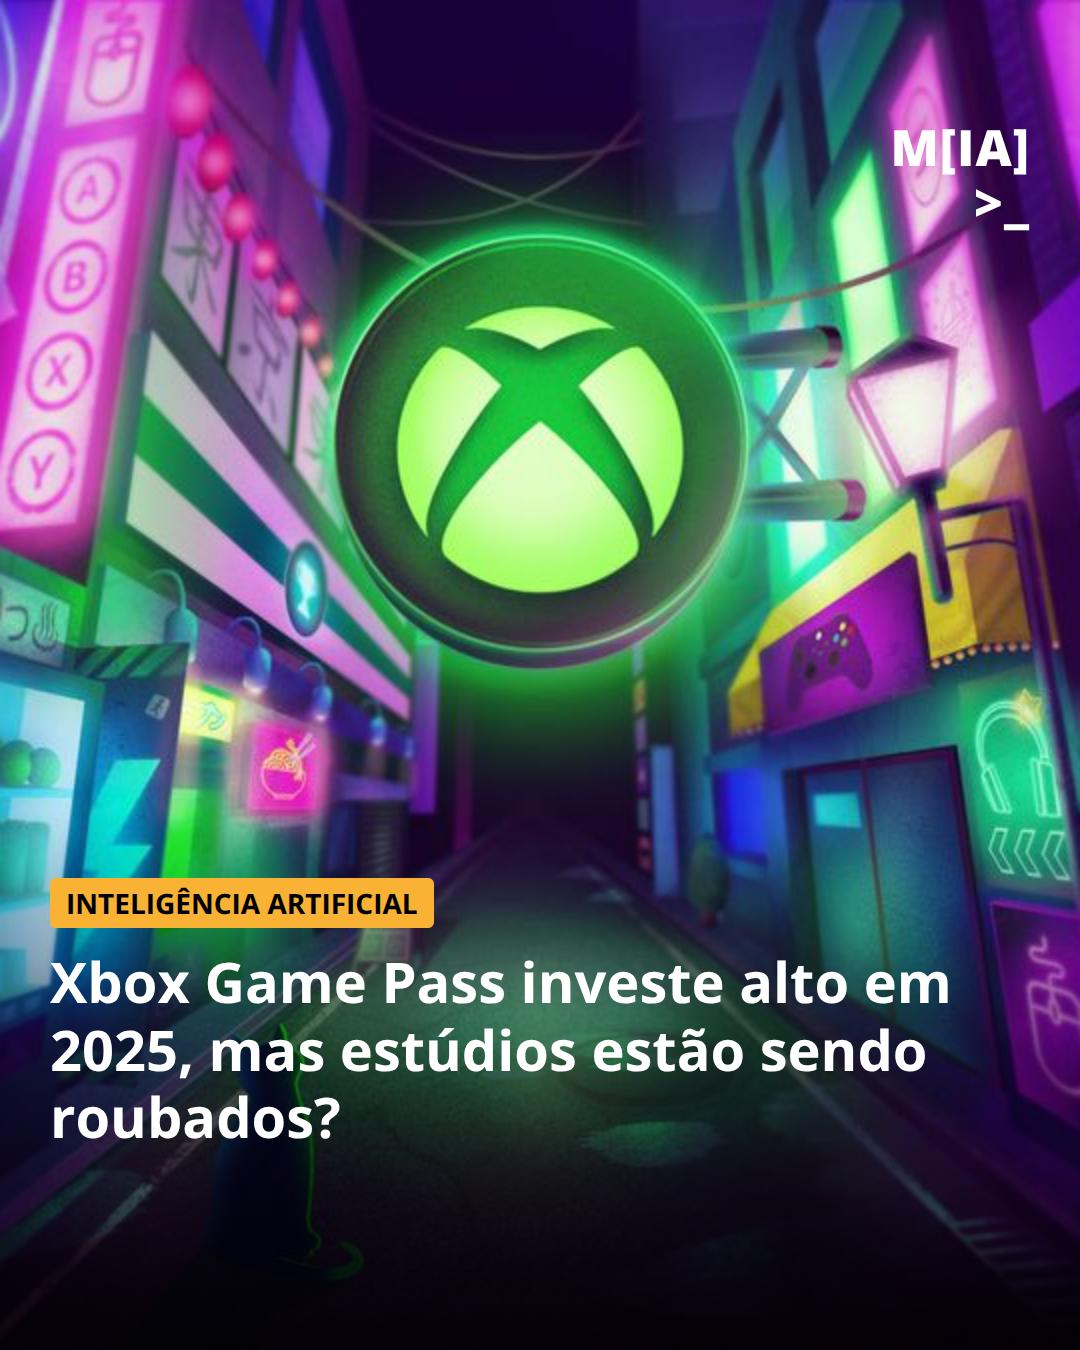 M[IA]
>_
A
B
X
Y
INTELIGÊNCIA ARTIFICIAL
Xbox Game Pass investe alto em
2025, mas estúdios estão sendo
roubados?